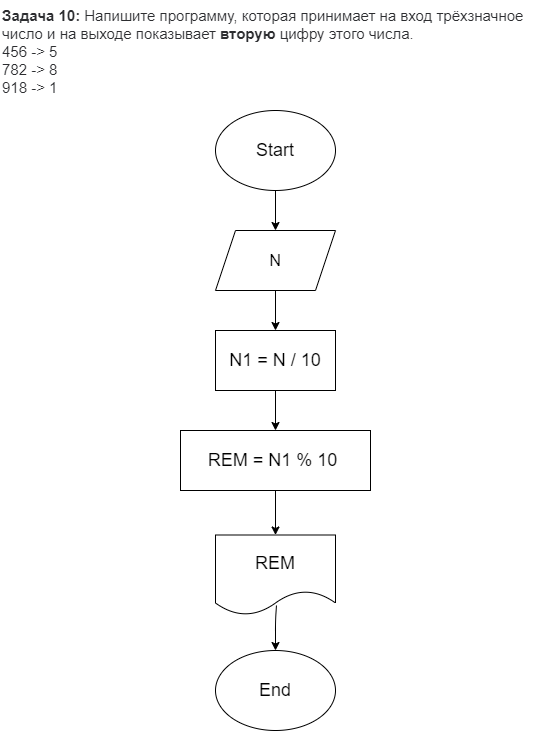 Задача 10: Напишите программу, которая принимает на вход трёхзначное
число и на выходе показывает вторую цифру этого числа.
456 -> 5
782 -> 8
918 -> 1
Start
N
N1 = N / 10
REM = N1 % 10
REM
End